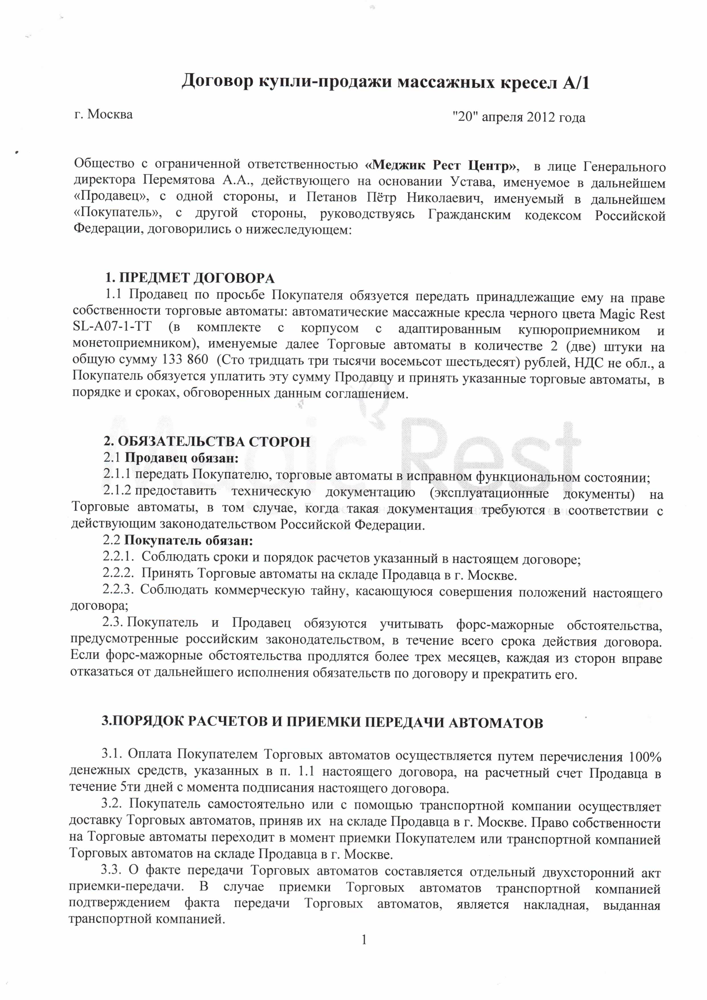 Договор купли-продажи массажных кресел А/1
г. Москва
"20" апреля 2012 года
Общество с ограниченной ответственностью «Меджик Рест Центр», в лице Генерального
директора Перемятова А.А., действующего на основании Устава, именуемое в дальнейшем
«Продавец», с одной стороны, и Петанов Пётр Николаевич, именуемый в дальнейшем
«Покупатель», с другой стороны, руководствуясь Гражданским кодексом Российской
Федерации, договорились о нижеследующем:
1. ПРЕДМЕТ ДОГОВОРА
1.1 Продавец по просьбе Покупателя обязуется передать принадлежащие ему на праве
собственности торговые автоматы: автоматические массажные кресла черного цвета Magic Rest
SL-A07-1-TT (в комплекте с корпусом с адаптированным купюроприемником и
монетоприемником), именуемые далее Торговые автоматы в количестве 2 (две) штуки на
общую сумму 133 860 (Сто тридцать три тысячи восемьсот шестьдесят) рублей, НДС не обл., а
Покупатель обязуется уплатить эту сумму Продавцу и принять указанные торговые автоматы, в
порядке и сроках, обговоренных данным соглашением.
Magic Rest
2. ОБЯЗАТЕЛЬСТВА СТОРОН
2.1 Продавец обязан:
2.1.1 передать Покупателю, торговые автоматы в исправном функциональном состоянии;
2.1.2 предоставить техническую документацию (эксплуатационные документы) на
Торговые автоматы, в том случае, когда такая документация требуются в соответствии с
действующим законодательством Российской Федерации.
2.2 Покупатель обязан:
2.2.1. Соблюдать сроки и порядок расчетов указанный в настоящем договоре;
2.2.2. Принять Торговые автоматы на складе Продавца в г. Москве.
2.2.3. Соблюдать коммерческую тайну, касающуюся совершения положений настоящего
договора;
2.3. Покупатель и Продавец обязуются учитывать форс-мажорные обстоятельства,
предусмотренные российским законодательством, в течение всего срока действия договора.
Если форс-мажорные обстоятельства продлятся более трех месяцев, каждая из сторон вправе
отказаться от дальнейшего исполнения обязательств по договору и прекратить его.
3.ПОРЯДОК РАСЧЕТОВ И ПРИЕМКИ ПЕРЕДАЧИ АВТОМАТОВ
3.1. Оплата Покупателем Торговых автоматов осуществляется путем перечисления 100%
денежных средств, указанных в п. 1.1 настоящего договора, на расчетный счет Продавца в
течение 5ти дней с момента подписания настоящего договора.
3.2. Покупатель самостоятельно или с помощью транспортной компании осуществляет
доставку Торговых автоматов, приняв их на складе Продавца в г. Москве. Право собственности
на Торговые автоматы переходит в момент приемки Покупателем или транспортной компанией
Торговых автоматов на складе Продавца в г. Москве.
3.3. О факте передачи Торговых автоматов составляется отдельный двухсторонний акт
приемки-передачи. В случае приемки Торговых автоматов транспортной компанией
подтверждением факта передачи Торговых автоматов, является накладная, выданная
транспортной компанией.
1